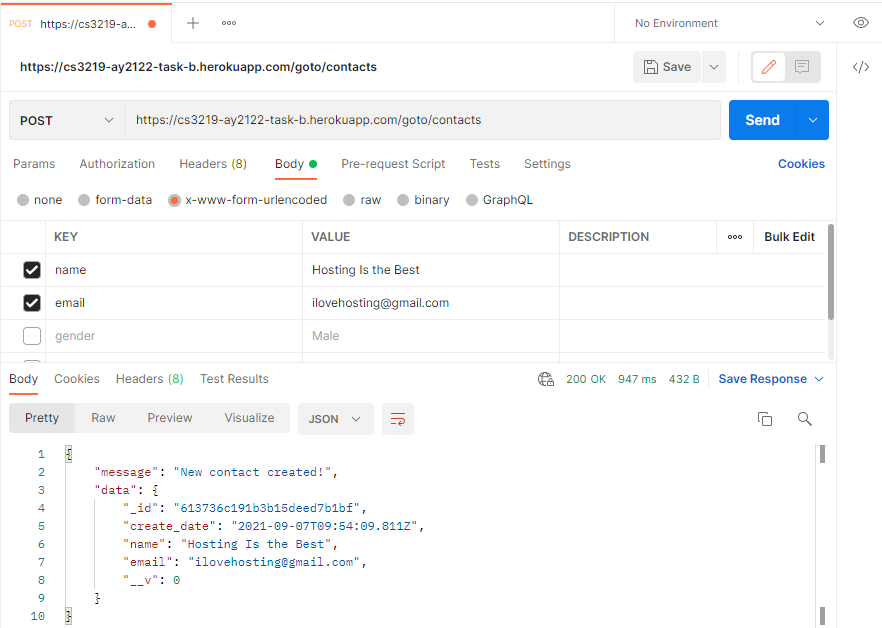 POST https://cs3219-a... No Environment
https://cs3219-ay2122-task-b.herokuapp.com/goto/contacts Save
POST https://cs3219-ay2122-task-b.herokuapp.com/goto/contacts Send
Params Authorization Headers (8) Body Pre-request Script Tests Settings Cookies
none form-data x-www-form-urlencoded raw binary GraphQL
KEY VALUE DESCRIPTION Bulk Edit
name Hosting Is the Best
email ilovehosting@gmail.com
gender Male
Body Cookies Headers (8) Test Results 200 OK 947 ms 432 B Save Response
Pretty Raw Preview Visualize JSON
1 {
2 "message": "New contact created!",
3 "data": {
4 "_id": "613736c191b3b15deed7b1bf",
5 "create_date": "2021-09-07T09:54:09.811Z",
6 "name": "Hosting Is the Best",
7 "email": "ilovehosting@gmail.com",
8 "__v": 0
9 }
10 }